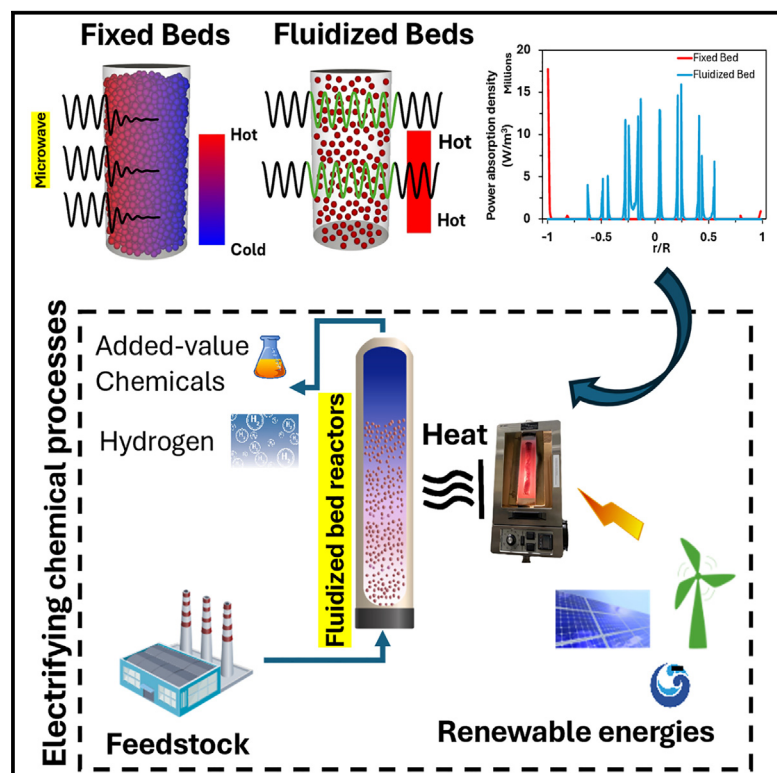 Fixed Beds
Fluidized Beds
Microwave
Hot
Cold
Hot
Hot
Power absorption density
(W/m³)
Millions
20
15
10
5
0
-1
-0.5
0
0.5
1
r/R
Fixed Bed
Fluidized Bed
Electrifying chemical processes
Added-value
Chemicals
Hydrogen
H₂
Fluidized bed reactors
Heat
Feedstock
Renewable energies